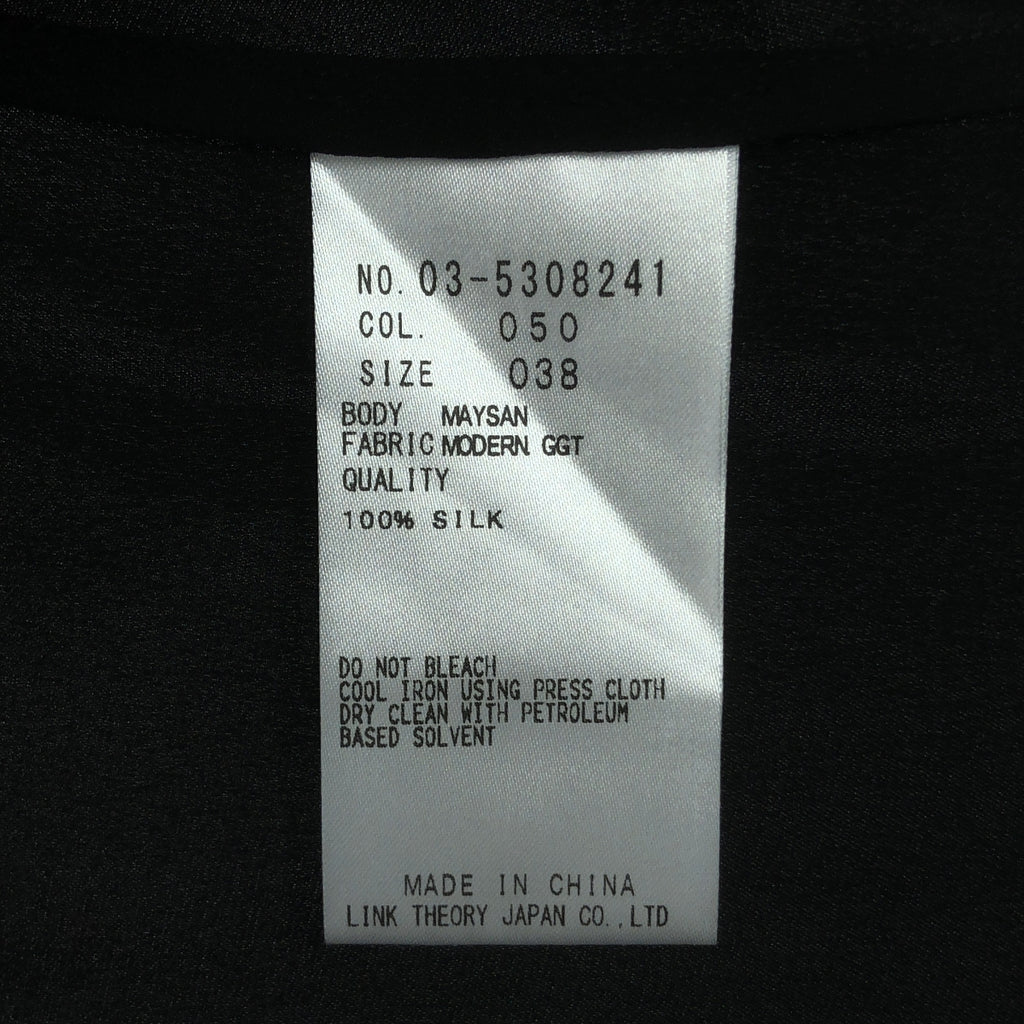 NO. 03-5308241
COL. 050
SIZE 038
BODY MAYSAN
FABRIC MODERN GGT
QUALITY
100% SILK
DO NOT BLEACH
COOL IRON USING PRESS CLOTH
DRY CLEAN WITH PETROLEUM
BASED SOLVENT
MADE IN CHINA
LINK THEORY JAPAN CO.,LTD